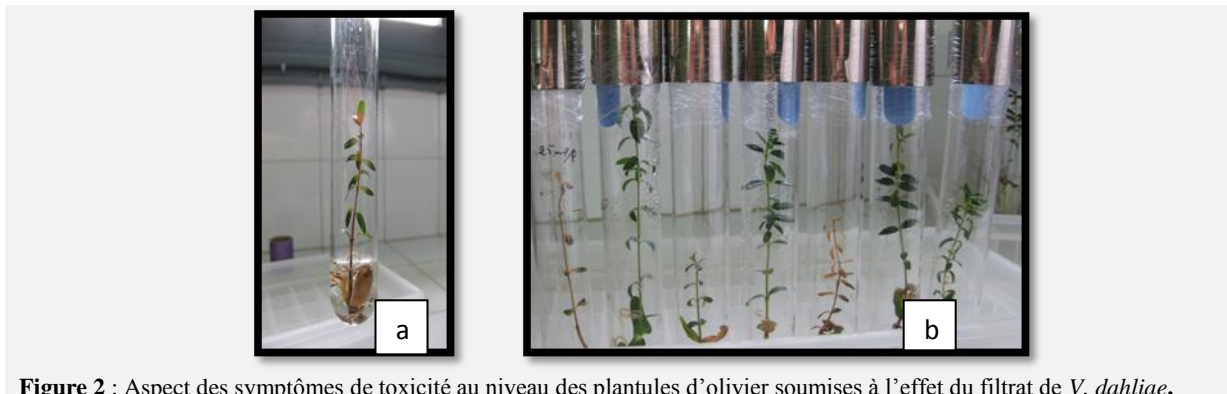 a
b
Figure 2 : Aspect des symptômes de toxicité au niveau des plantules d'olivier soumises à l'effet du filtrat de V. dahliae.